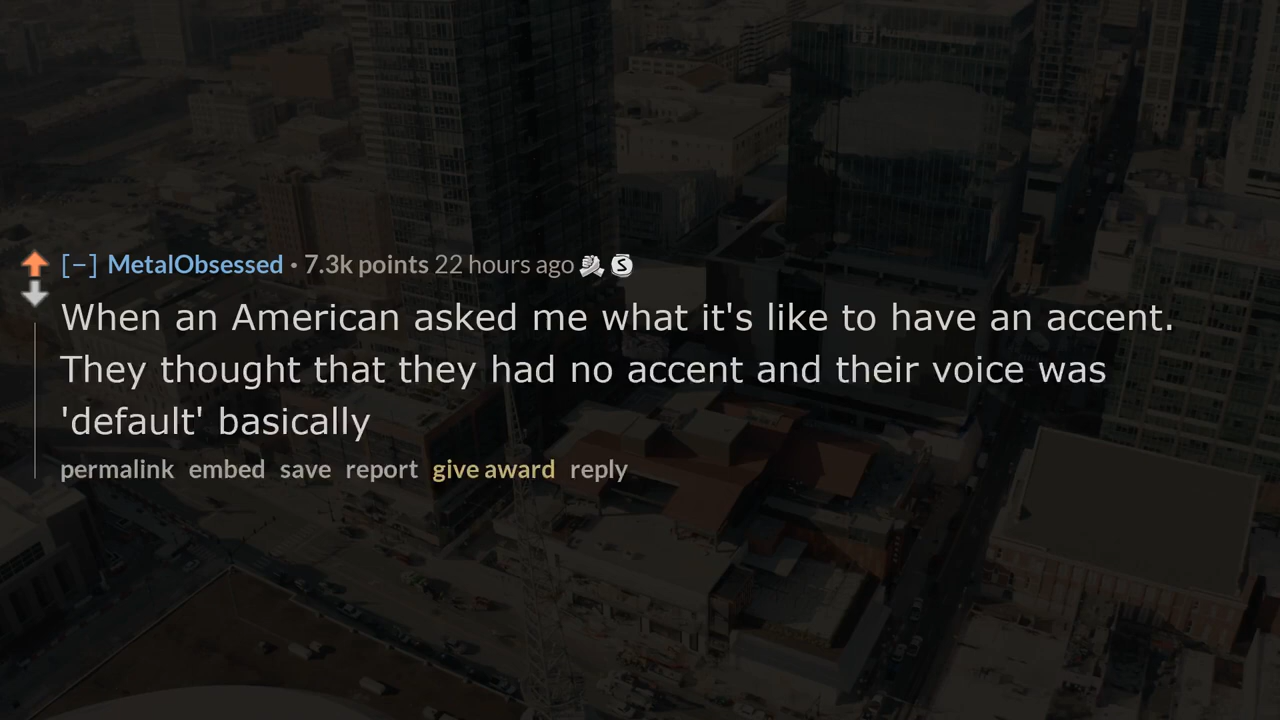 [–] MetalObsessed • 7.3k points 22 hours ago
When an American asked me what it's like to have an accent.
They thought that they had no accent and their voice was
'default' basically
permalink embed save report give award reply